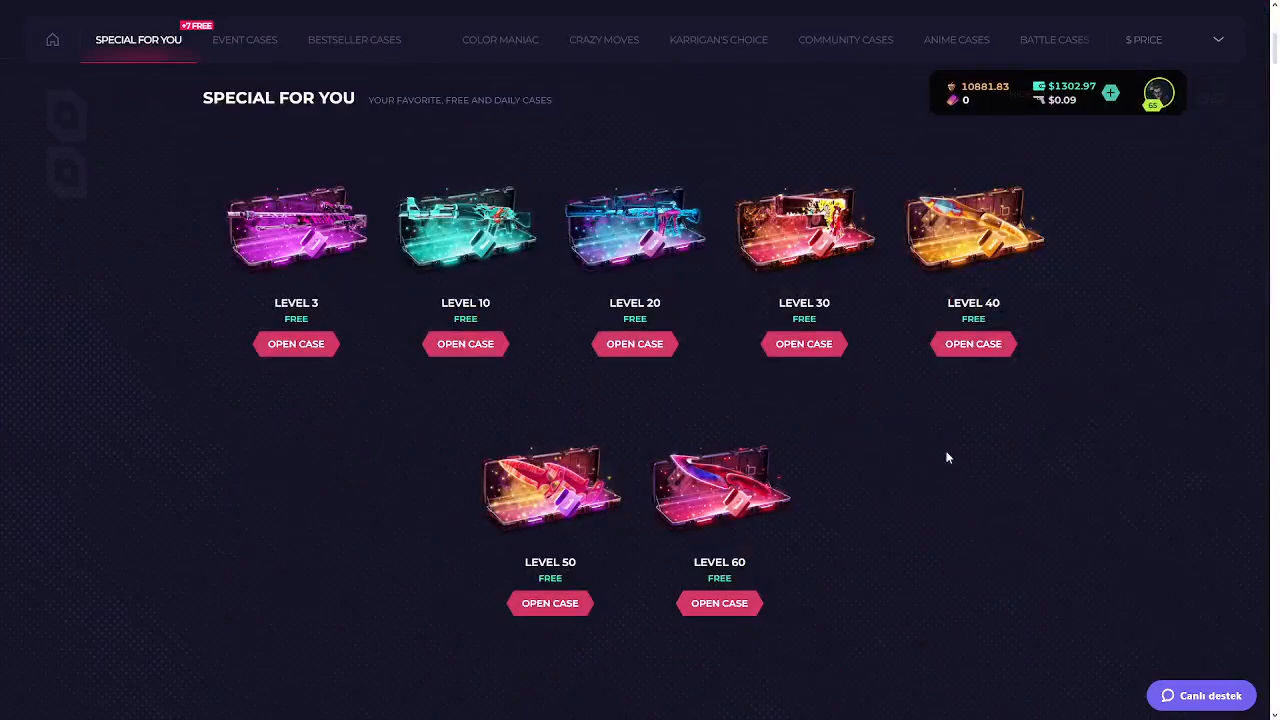 +7 FREE
SPECIAL FOR YOU
EVENT CASES
BESTSELLER CASES
COLOR MANIAC
CRAZY MOVES
KARRIGAN'S CHOICE
COMMUNITY CASES
ANIME CASES
BATTLE CASES
$ PRICE
SPECIAL FOR YOU
YOUR FAVORITE, FREE AND DAILY CASES
10881.83
$1302.97
0
$0.09
65
LEVEL 3
LEVEL 10
LEVEL 20
LEVEL 30
LEVEL 40
FREE
FREE
FREE
FREE
FREE
OPEN CASE
OPEN CASE
OPEN CASE
OPEN CASE
OPEN CASE
LEVEL 50
LEVEL 60
FREE
FREE
OPEN CASE
OPEN CASE
Canlı destek